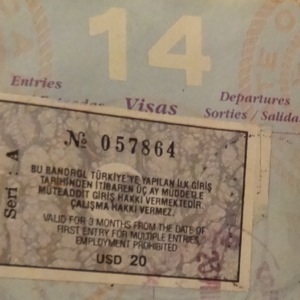 14
Entries
Departures
Entradas Visas Sorties / Salidas
№ 057864
Seri : A
BU BANDROL TÜRKİYE'YE YAPILAN İLK GİRİŞ
TARİHİNDEN İTİBAREN ÜÇ AY MÜDDETLE
MÜTEADDİT GİRİŞ HAKKI VERMEKTEDİR.
ÇALIŞMA HAKKI VERMEZ.
VALID FOR 3 MONTHS FROM THE DATE OF
FIRST ENTRY FOR MULTIPLE ENTRIES
EMPLOYMENT PROHIBITED
USD 20